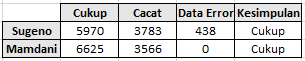 Cukup Cacat Data Error Kesimpulan
Sugeno 5970 3783 438 Cukup
Mamdani 6625 3566 0 Cukup